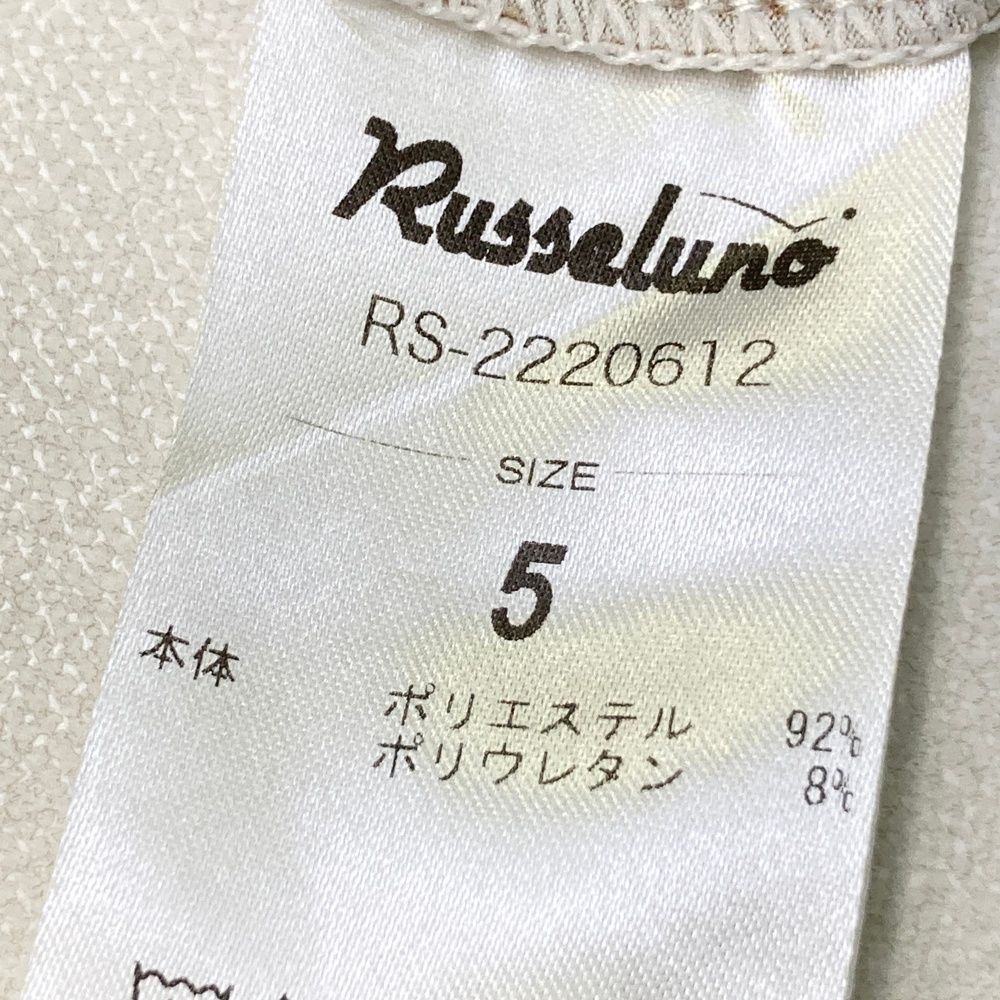 Russeluno
RS-2220612
SIZE
5
本体
ポリエステル 92%
ポリウレタン 8%